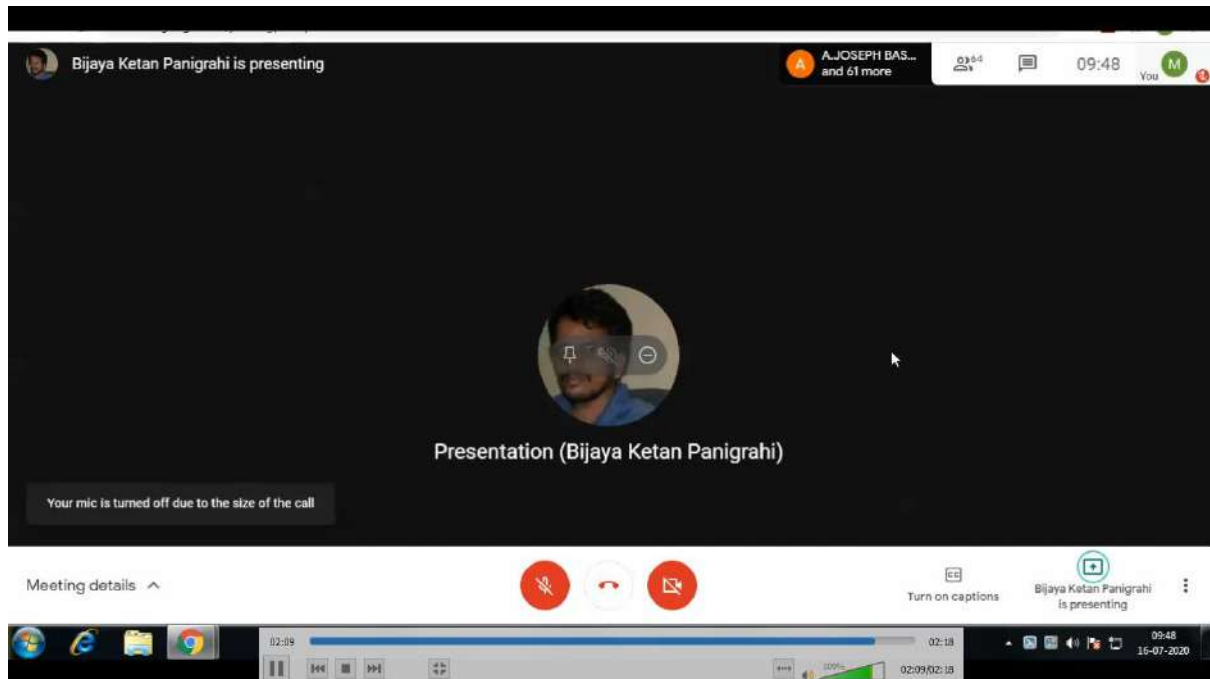 Bijaya Ketan Panigrahi is presenting
A
A.JOSEPH BAS...
and 61 more
64
09:48
You
M
Presentation (Bijaya Ketan Panigrahi)
Your mic is turned off due to the size of the call
Meeting details
CC
Turn on captions
Bijaya Ketan Panigrahi
is presenting
02:09
02:18
100%
02:09/02:18
09:48
16-07-2020